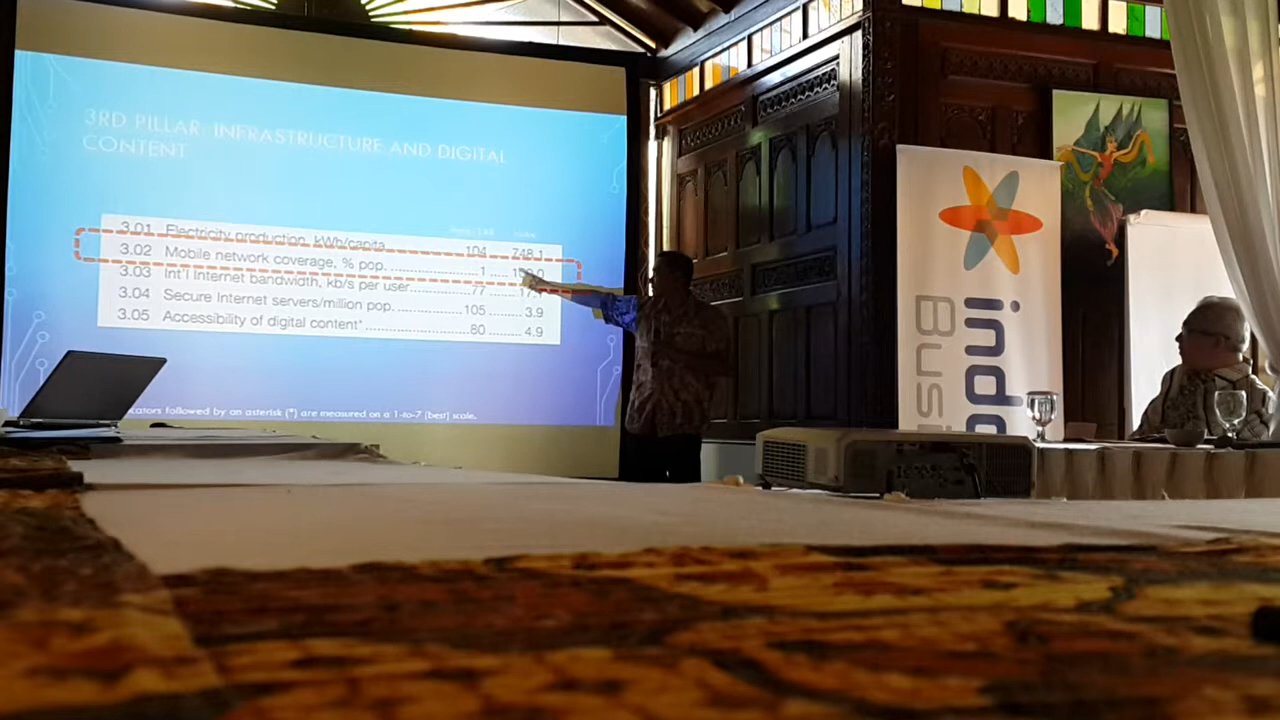 3RD PILLAR: INFRASTRUCTURE AND DIGITAL
CONTENT
3.01 Electricity production, kWh/capita 104 748.1
3.02 Mobile network coverage, % pop. 1
3.03 Int'l Internet bandwidth, kb/s per user 77
3.04 Secure Internet servers/million pop. 105 3.9
3.05 Accessibility of digital content* 80 4.9
followed by an asterisk (*) are measured on a 1-to-7 (best) scale.
indo
Busi